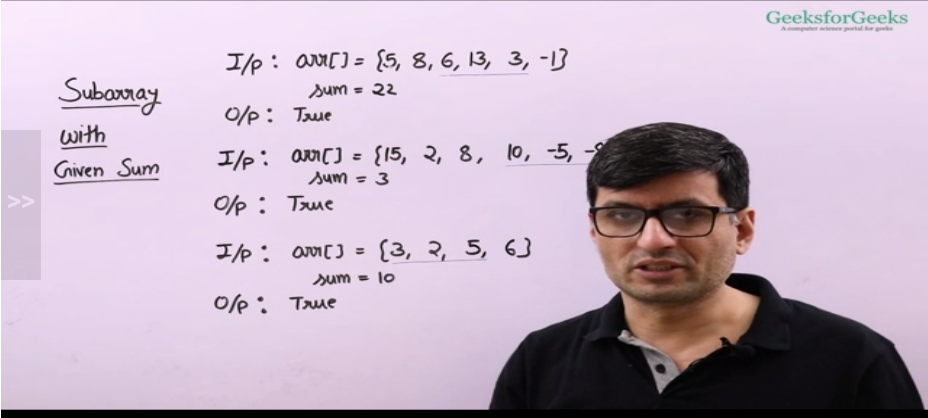 GeeksforGeeks
A computer science portal for geeks
Subarray
with
Given Sum
I/p : arr[] = {5, 8, 6, 13, 3, -1}
sum = 22
O/p : True
I/p : arr[] = {15, 2, 8, 10, -5,
sum = 3
O/p : True
I/p : arr[] = {3, 2, 5, 6}
sum = 10
O/p : True
>>